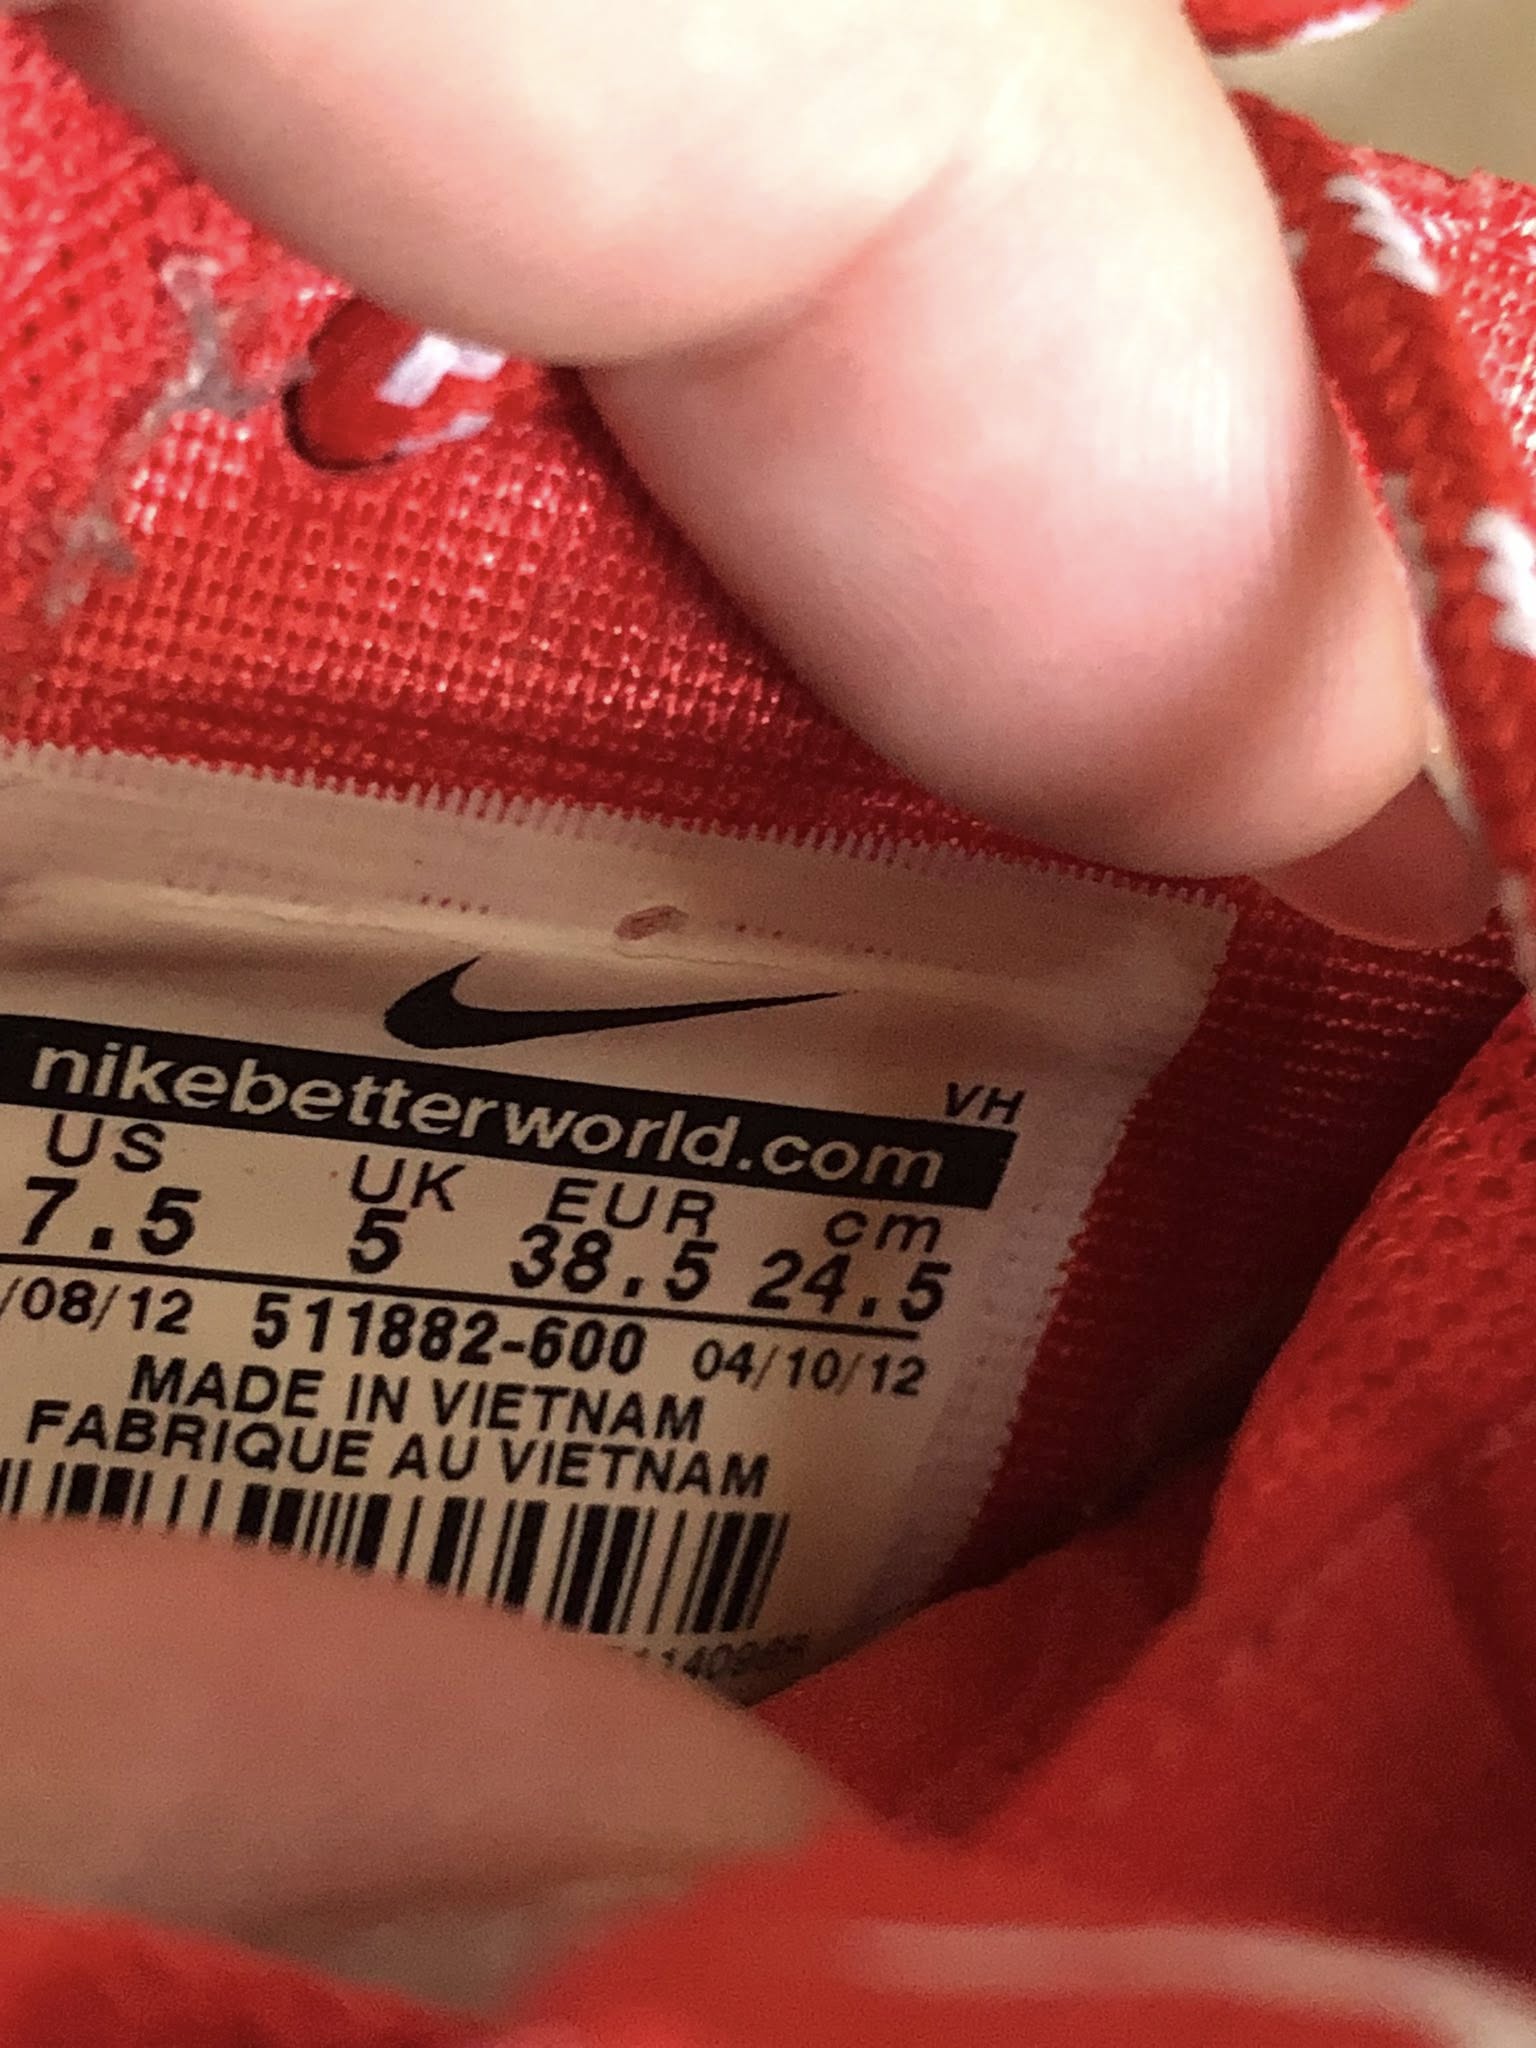 nikebetterworld.com
VH
US UK EUR cm
7.5 5 38.5 24.5
/08/12 511882-600 04/10/12
MADE IN VIETNAM
FABRIQUE AU VIETNAM